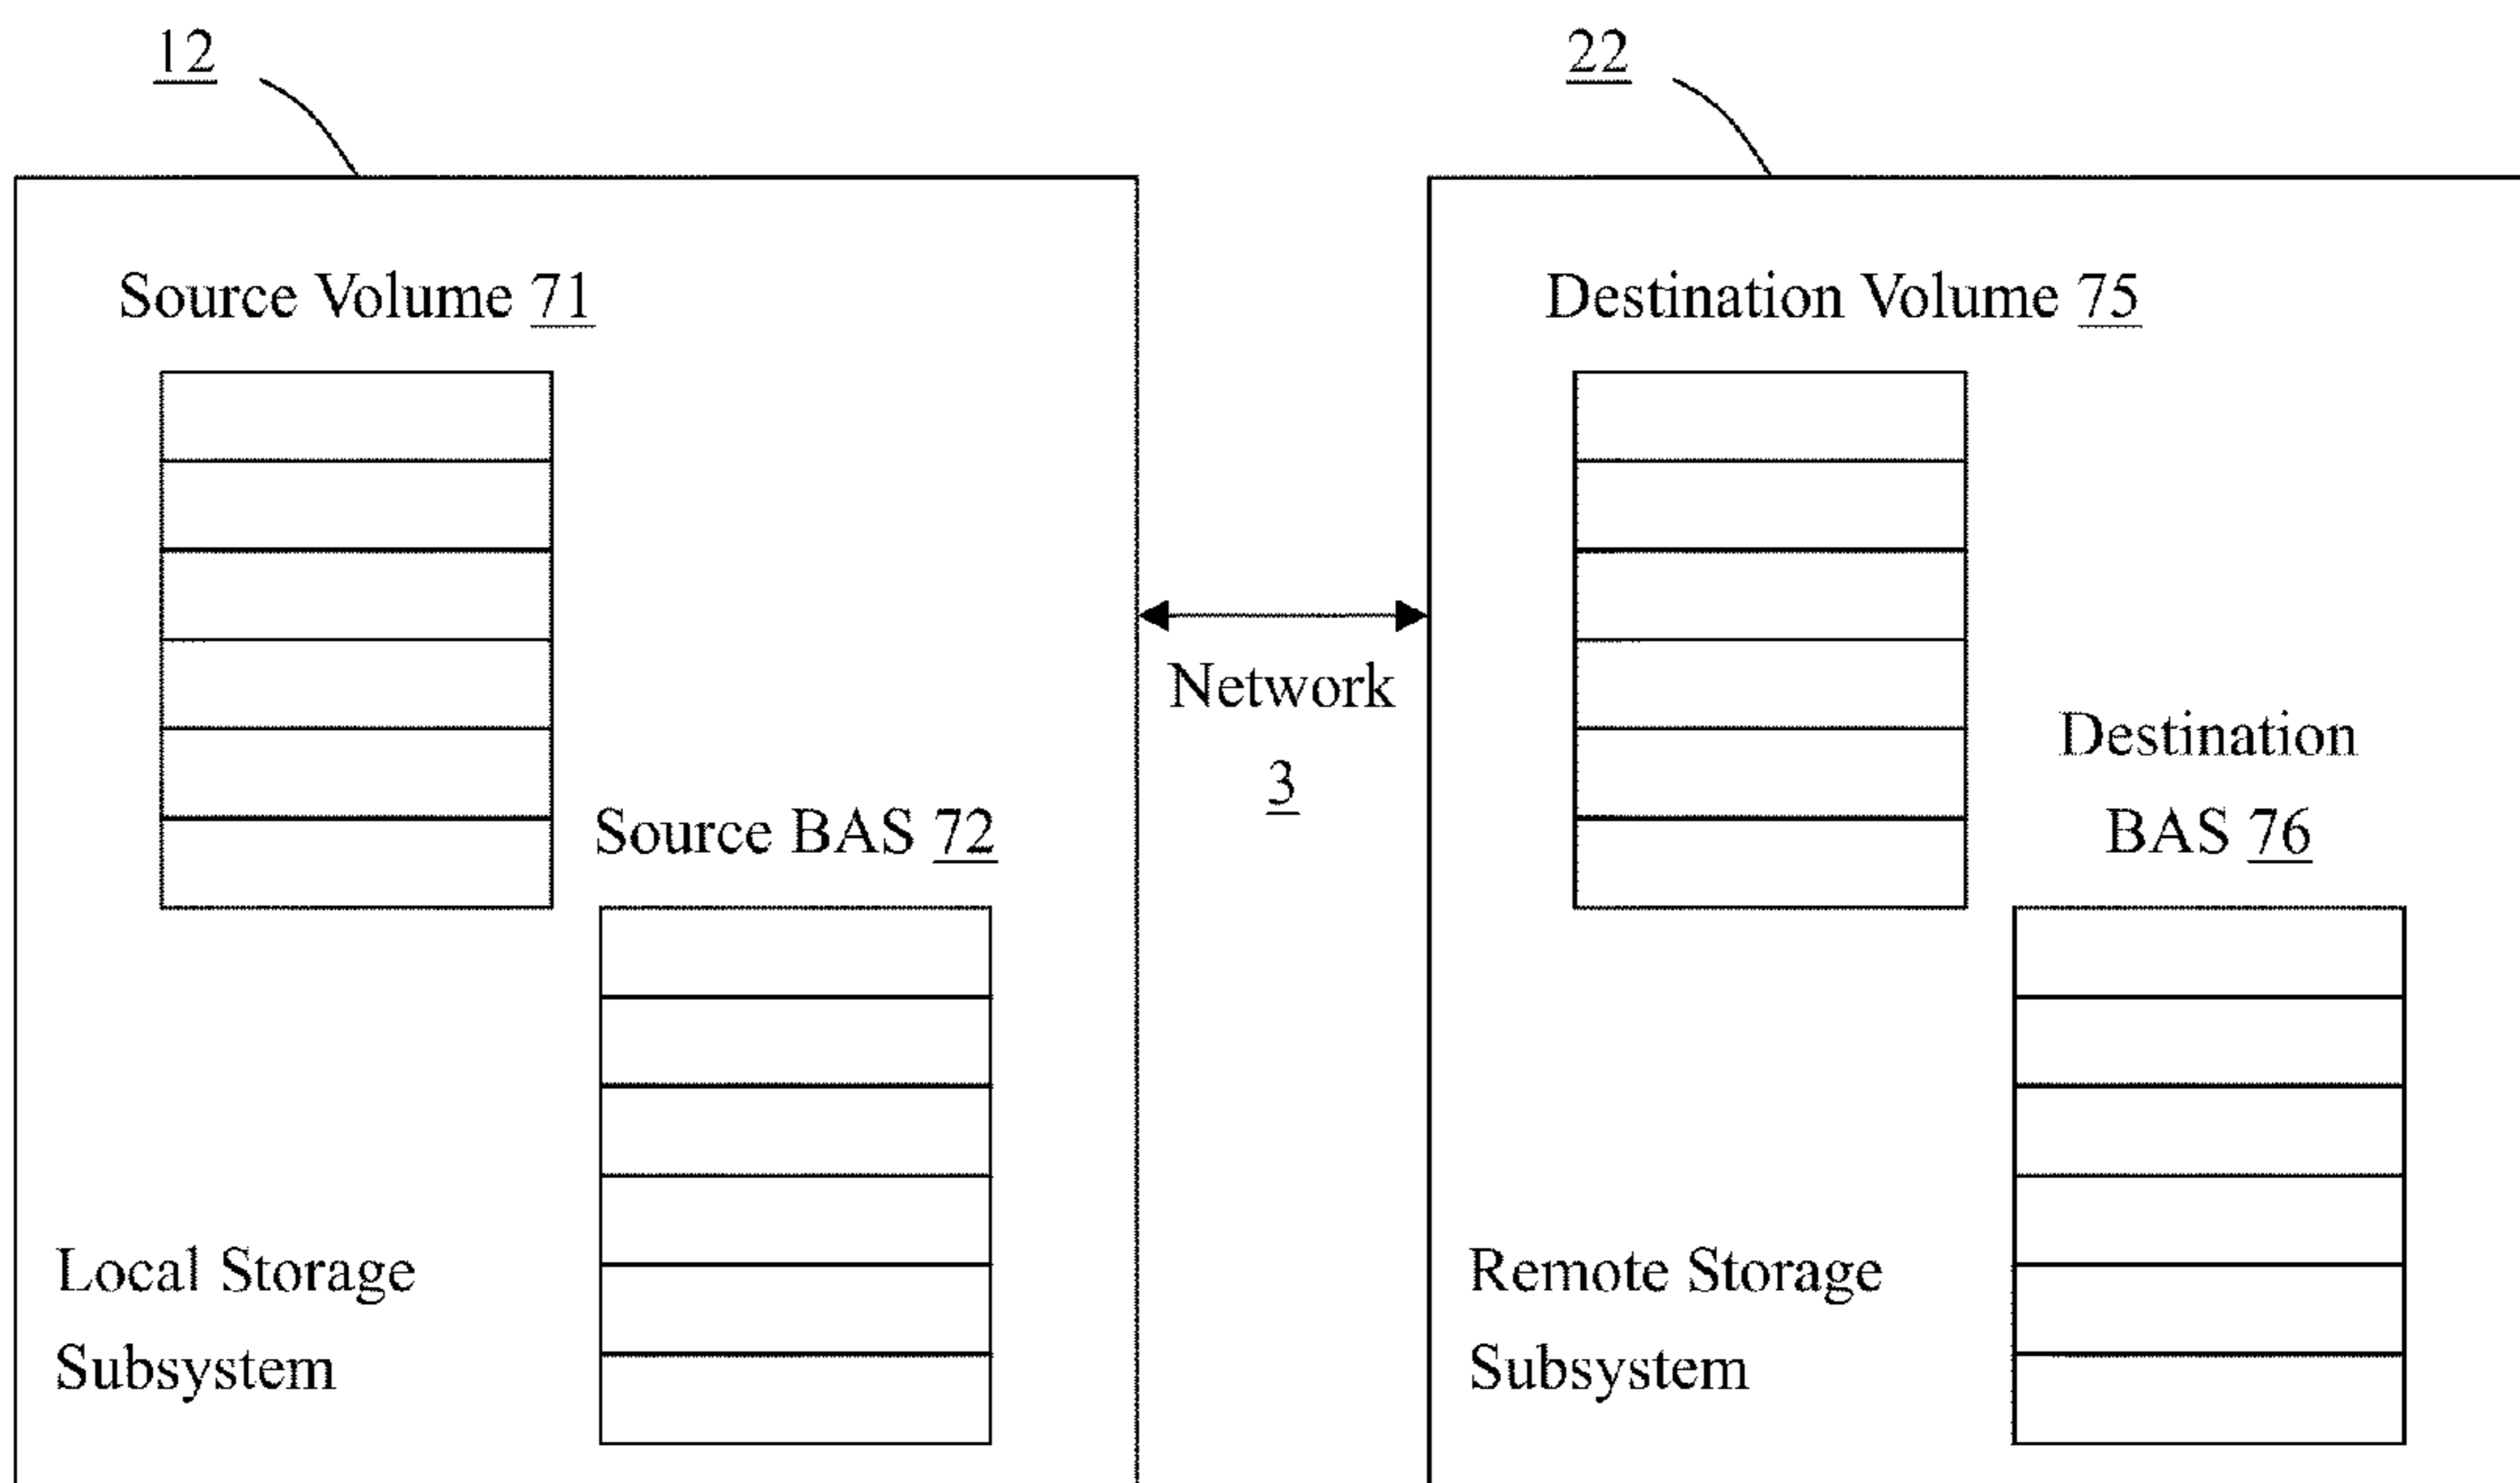 12
22
Source Volume 71
Destination Volume 75
Network
3
Source BAS 72
Destination
BAS 76
Local Storage
Subsystem
Remote Storage
Subsystem